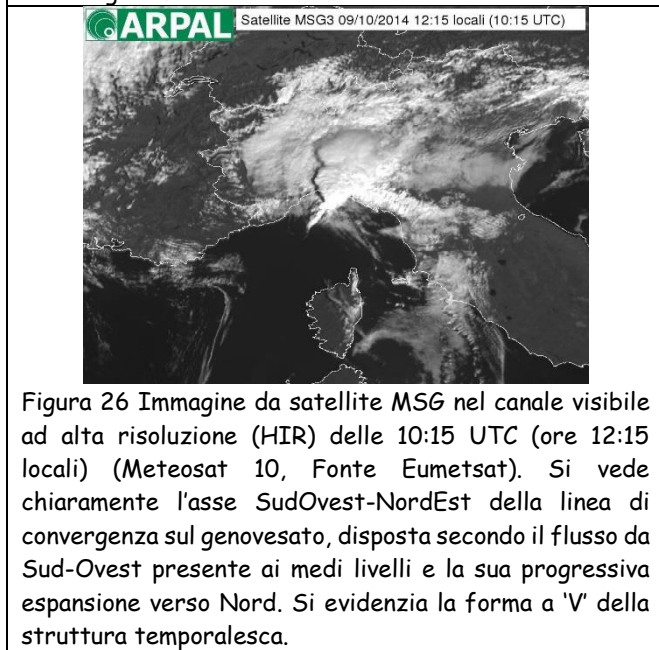 ARPAL
Satellite MSG3 09/10/2014 12:15 locali (10:15 UTC)
Figura 26 Immagine da satellite MSG nel canale visibile
ad alta risoluzione (HIR) delle 10:15 UTC (ore 12:15
locali) (Meteosat 10, Fonte Eumetsat). Si vede
chiaramente l'asse SudOvest-NordEst della linea di
convergenza sul genovesato, disposta secondo il flusso da
Sud-Ovest presente ai medi livelli e la sua progressiva
espansione verso Nord. Si evidenzia la forma a 'V' della
struttura temporalesca.